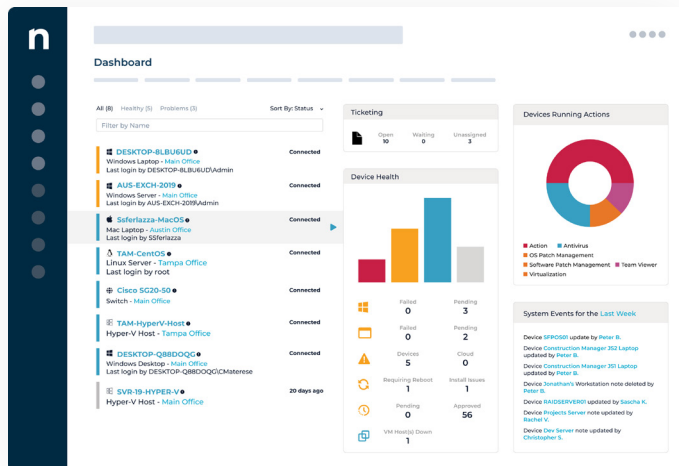 n
Dashboard
All (8) Healthy (5) Problems (3) Sort By: Status
Filter by Name
DESKTOP-8LBU6UD Connected
Windows Laptop - Main Office
Last login by DESKTOP-8LBU6UD\Admin
AUS-EXCH-2019 Connected
Windows Server - Main Office
Last login by AUS-EXCH-2019\Admin
Ssferlazza-MacOS Connected
Mac Laptop - Austin Office
Last login by SSferlazza
TAM-CentOS Connected
Linux Server - Tampa Office
Last login by root
Cisco SG20-50 Connected
Switch - Main Office
TAM-HyperV-Host Connected
Hyper-V Host - Tampa Office
DESKTOP-Q88DOQG Connected
Windows Desktop - Main Office
Last login by DESKTOP-Q88DOQG\CMaterese
SVR-19-HYPER-V 20 days ago
Hyper-V Host - Main Office
Ticketing
Open Waiting Unassigned
10 0 3
Device Health
Failed Pending
0 3
Failed Pending
0 2
Devices Cloud
5 0
Requiring Reboot Install Issues
1 1
Pending Approved
0 56
VM Host(s) Down
1
Devices Running Actions
Action Antivirus
OS Patch Management
Software Patch Management Team Viewer
Virtualization
System Events for the Last Week
Device SFPOS01 update by Peter B.
Device Construction Manager JS2 Laptop
updated by Peter B.
Device Construction Manager JS1 Laptop
updated by Peter B.
Device Jonathan's Workstation note deleted by
Peter B.
Device RAIDSERVER01 updated by Sascha K.
Device Projects Server note updated by
Rachel V.
Device Dev Server note updated by
Christopher S.